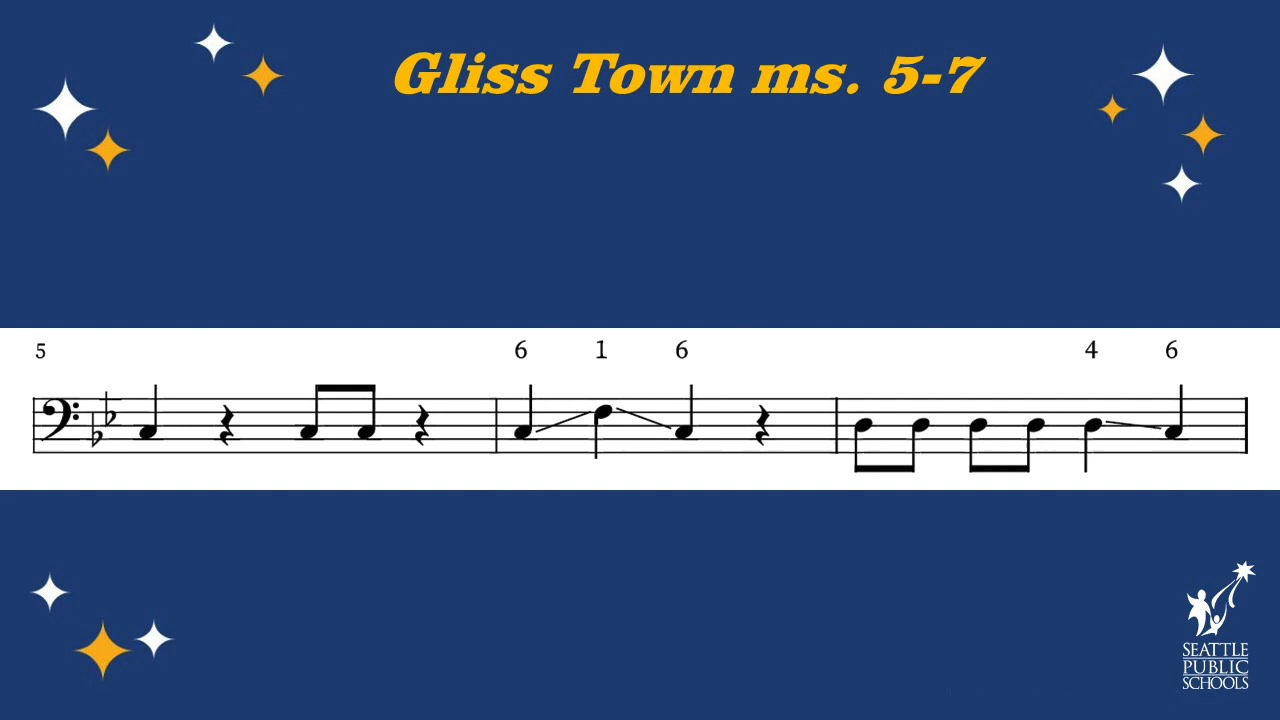 Gliss Town ms. 5-7
5 6 1 6 4 6
SEATTLE
PUBLIC
SCHOOLS